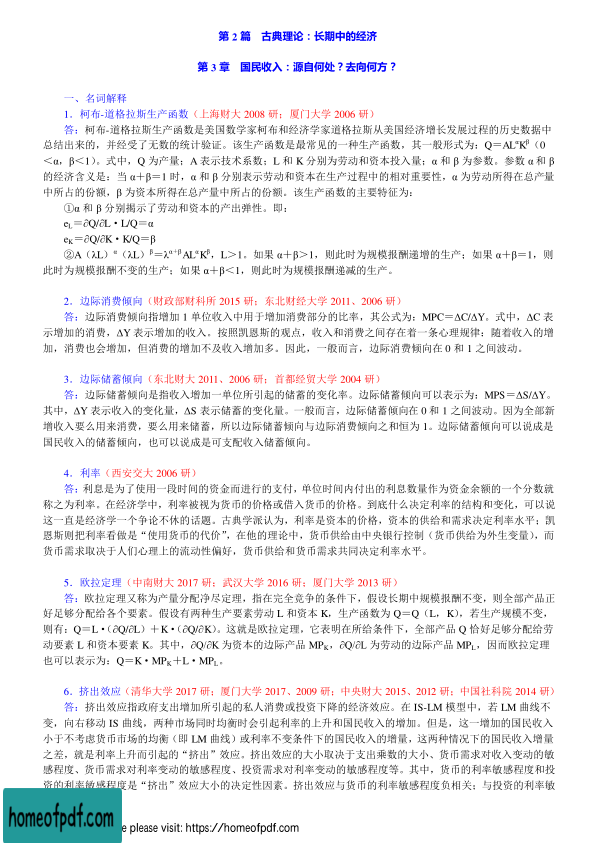 第 2 篇　古典理论：长期中的经济
第 3 章　国民收入：源自何处？去向何方？
一、名词解释
1．柯布-道格拉斯生产函数（上海财大 2008 研；厦门大学 2006 研）
答：柯布-道格拉斯生产函数是美国数学家柯布和经济学家道格拉斯从美国经济增长发展过程的历史数据中
总结出来的，并经受了无数的统计验证。该生产函数是最常见的一种生产函数，其一般形式为：Q＝ALᵅKᵝ（0
＜α，β＜1）。式中，Q 为产量；A 表示技术系数；L 和 K 分别为劳动和资本投入量；α 和 β 为参数。参数 α 和 β
的经济含义是：当 α＋β＝1 时，α 和 β 分别表示劳动和资本在生产过程中的相对重要性，α 为劳动所得在总产量
中所占的份额，β 为资本所得在总产量中所占的份额。该生产函数的主要特征为：
①α 和 β 分别揭示了劳动和资本的产出弹性。即：
eL＝∂Q/∂L·L/Q＝α
eK＝∂Q/∂K·K/Q＝β
②A（λL）ᵅ（λL）ᵝ＝λᵅ⁺ᵝALᵅKᵝ，L＞1。如果 α＋β＞1，则此时为规模报酬递增的生产；如果 α＋β＝1，则
此时为规模报酬不变的生产；如果 α＋β＜1，则此时为规模报酬递减的生产。
2．边际消费倾向（财政部财科所 2015 研；东北财经大学 2011、2006 研）
答：边际消费倾向指增加 1 单位收入中用于增加消费部分的比率，其公式为：MPC＝ΔC/ΔY。式中，ΔC 表
示增加的消费，ΔY 表示增加的收入。按照凯恩斯的观点，收入和消费之间存在着一条心理规律：随着收入的增
加，消费也会增加，但消费的增加不及收入增加多。因此，一般而言，边际消费倾向在 0 和 1 之间波动。
3．边际储蓄倾向（东北财大 2011、2006 研；首都经贸大学 2004 研）
答：边际储蓄倾向是指收入增加一单位所引起的储蓄的变化率。边际储蓄倾向可以表示为：MPS＝ΔS/ΔY。
其中，ΔY 表示收入的变化量，ΔS 表示储蓄的变化量。一般而言，边际储蓄倾向在 0 和 1 之间波动。因为全部新
增收入要么用来消费，要么用来储蓄，所以边际储蓄倾向与边际消费倾向之和恒为 1。边际储蓄倾向可以说成是
国民收入的储蓄倾向，也可以说成是可支配收入储蓄倾向。
4．利率（西安交大 2006 研）
答：利息是为了使用一段时间的资金而进行的支付，单位时间内付出的利息数量作为资金余额的一个分数就
称之为利率。在经济学中，利率被视为货币的价格或借入货币的价格。到底什么决定利率的结构和变化，可以说
这一直是经济学一个争论不休的话题。古典学派认为，利率是资本的价格，资本的供给和需求决定利率水平；凯
恩斯则把利率看做是“使用货币的代价”，在他的理论中，货币供给由中央银行控制（货币供给为外生变量），而
货币需求取决于人们心理上的流动性偏好，货币供给和货币需求共同决定利率水平。
5．欧拉定理（中南财大 2017 研；武汉大学 2016 研；厦门大学 2013 研）
答：欧拉定理又称为产量分配净尽定理，指在完全竞争的条件下，假设长期中规模报酬不变，则全部产品正
好足够分配给各个要素。假设有两种生产要素劳动 L 和资本 K，生产函数为 Q＝Q（L，K），若生产规模不变，
则有：Q＝L·（∂Q/∂L）＋K·（∂Q/∂K）。这就是欧拉定理，它表明在所给条件下，全部产品 Q 恰好足够分配给劳
动要素 L 和资本要素 K。其中，∂Q/∂K 为资本的边际产品 MPK，∂Q/∂L 为劳动的边际产品 MPL，因而欧拉定理
也可以表示为：Q＝K·MPK＋L·MPL。
6．挤出效应（清华大学 2017 研；厦门大学 2017、2009 研；中央财大 2015、2012 研；中国社科院 2014 研）
答：挤出效应指政府支出增加所引起的私人消费或投资下降的经济效应。在 IS-LM 模型中，若 LM 曲线不
变，向右移动 IS 曲线，两种市场同时均衡时会引起利率的上升和国民收入的增加。但是，这一增加的国民收入
小于不考虑货币市场的均衡（即 LM 曲线）或利率不变条件下的国民收入的增量，这两种情况下的国民收入增量
之差，就是利率上升而引起的“挤出”效应。挤出效应的大小取决于支出乘数的大小、货币需求对收入变动的敏
感程度、货币需求对利率变动的敏感程度、投资需求对利率变动的敏感程度等。其中，货币的利率敏感程度和投
资的利率敏感程度是“挤出”效应大小的决定性因素。挤出效应与货币的利率敏感程度负相关；与投资的利率敏
homeofpdf.com
e please visit: https://homeofpdf.com